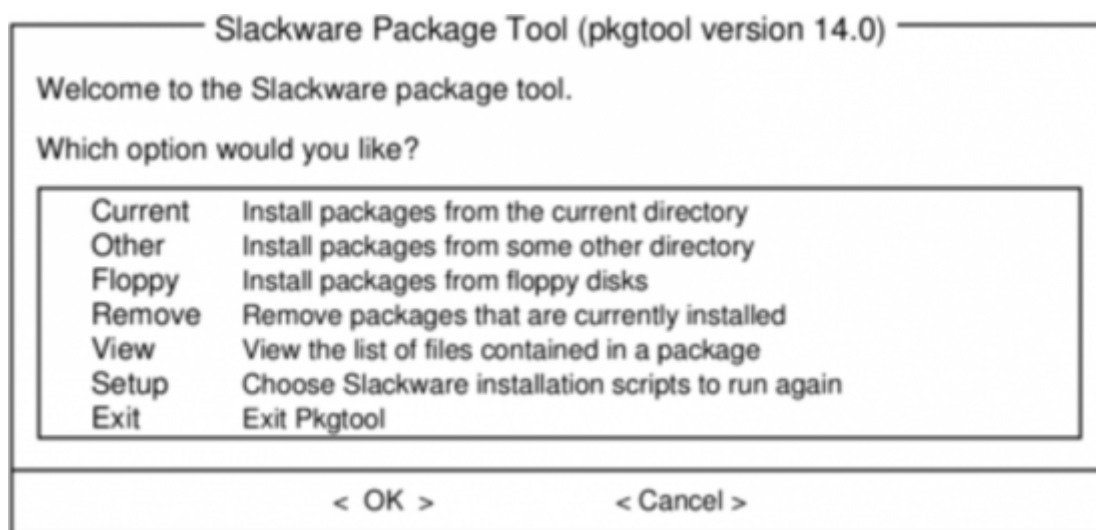 Slackware Package Tool (pkgtool version 14.0)
Welcome to the Slackware package tool.
Which option would you like?
Current Install packages from the current directory
Other Install packages from some other directory
Floppy Install packages from floppy disks
Remove Remove packages that are currently installed
View View the list of files contained in a package
Setup Choose Slackware installation scripts to run again
Exit Exit Pkgtool
< OK > < Cancel >